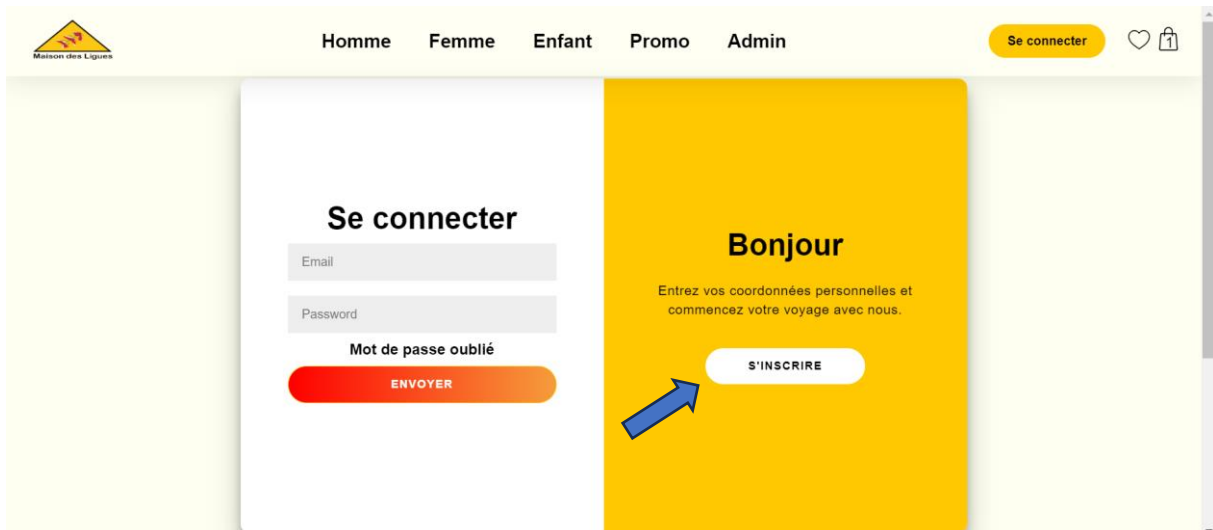 Maison des Ligues
Homme Femme Enfant Promo Admin
Se connecter
1
Se connecter
Email
Password
Mot de passe oublié
ENVOYER
Bonjour
Entrez vos coordonnées personnelles et
commencez votre voyage avec nous.
S'INSCRIRE